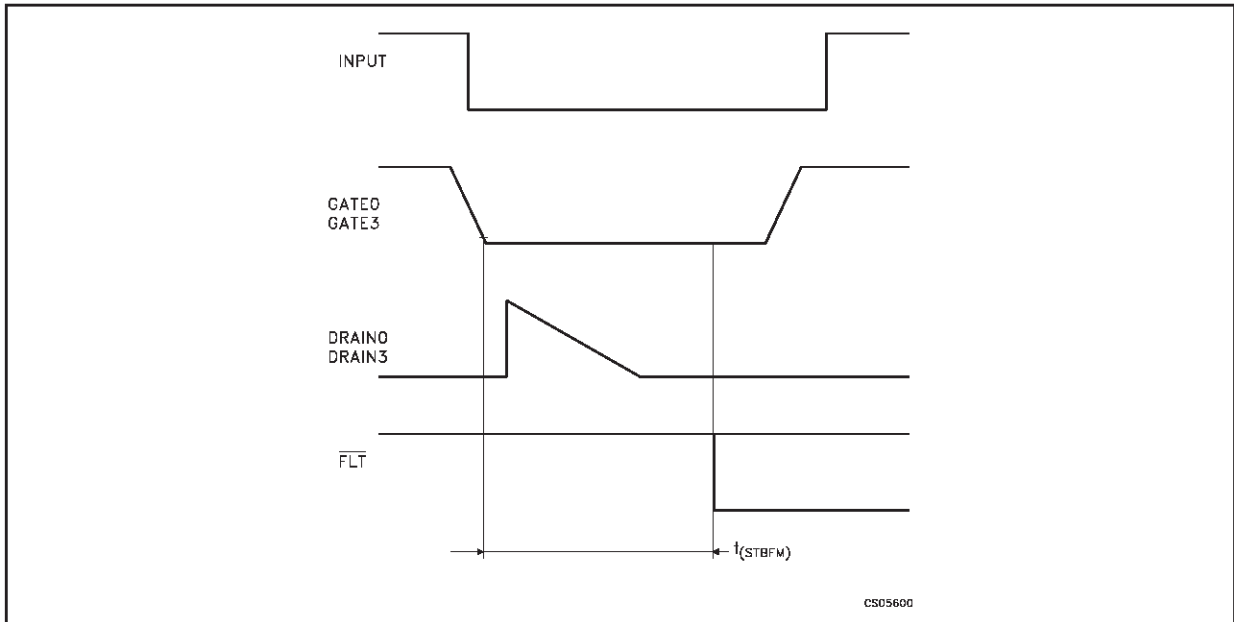 INPUT
GATE0
GATE3
DRAIN0
DRAIN3
FLT
t(STBFM)
CS05600